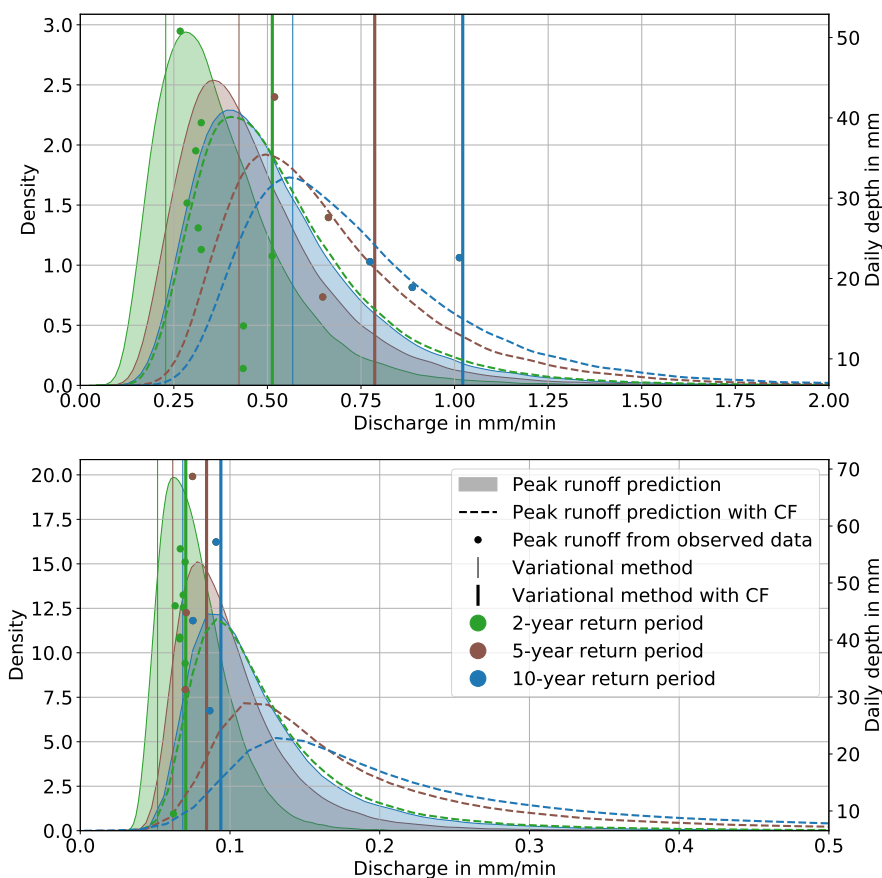 3.0
2.5
2.0
1.5
1.0
0.5
0.0
Density
50
40
30
20
10
Daily depth in mm
0.00 0.25 0.50 0.75 1.00 1.25 1.50 1.75 2.00
Discharge in mm/min
20.0
17.5
15.0
12.5
10.0
7.5
5.0
2.5
0.0
Density
Peak runoff prediction
Peak runoff prediction with CF
Peak runoff from observed data
Variational method
Variational method with CF
2-year return period
5-year return period
10-year return period
70
60
50
40
30
20
10
Daily depth in mm
0.0 0.1 0.2 0.3 0.4 0.5
Discharge in mm/min